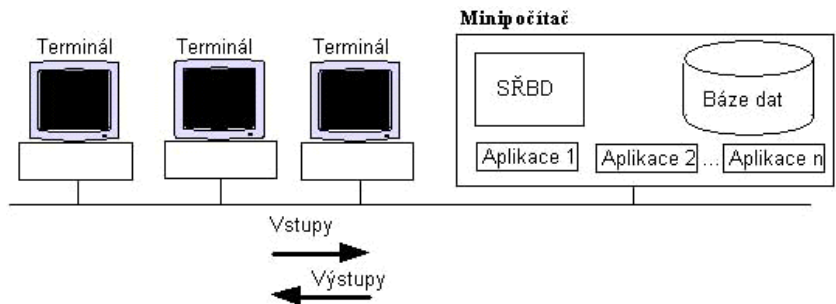 Minipočítač
Terminál Terminál Terminál
SŘBD
Báze dat
Aplikace 1 Aplikace 2 ... Aplikace n
Vstupy
Výstupy